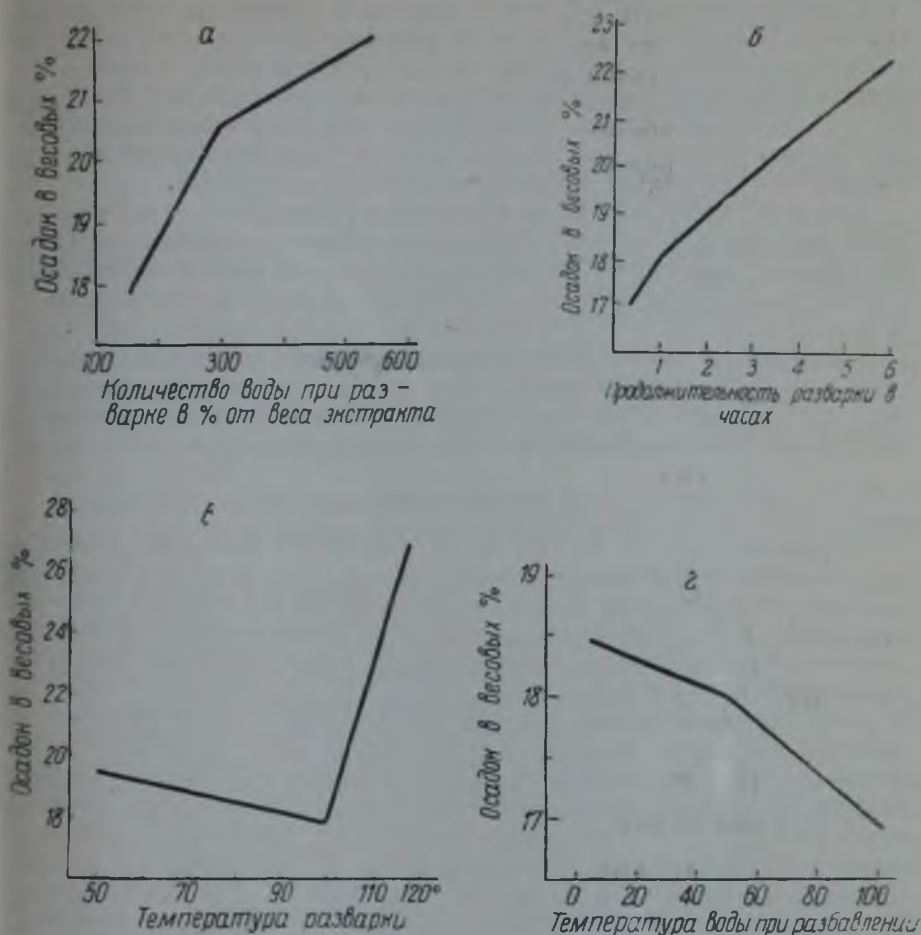 а
Осадок в весовых %
22
21
20
19
18
100 300 500 600
Количество воды при раз-
варке в % от веса экстракта
б
Осадок в весовых %
23
22
21
20
19
18
17
1 2 3 4 5 6
Продолжительность разварки в
часах
в
Осадок в весовых %
28
26
24
22
20
18
50 70 90 110 120°
Температура разварки
г
Осадок в весовых %
19
18
17
0 20 40 60 80 100
Температура воды при разбавлении